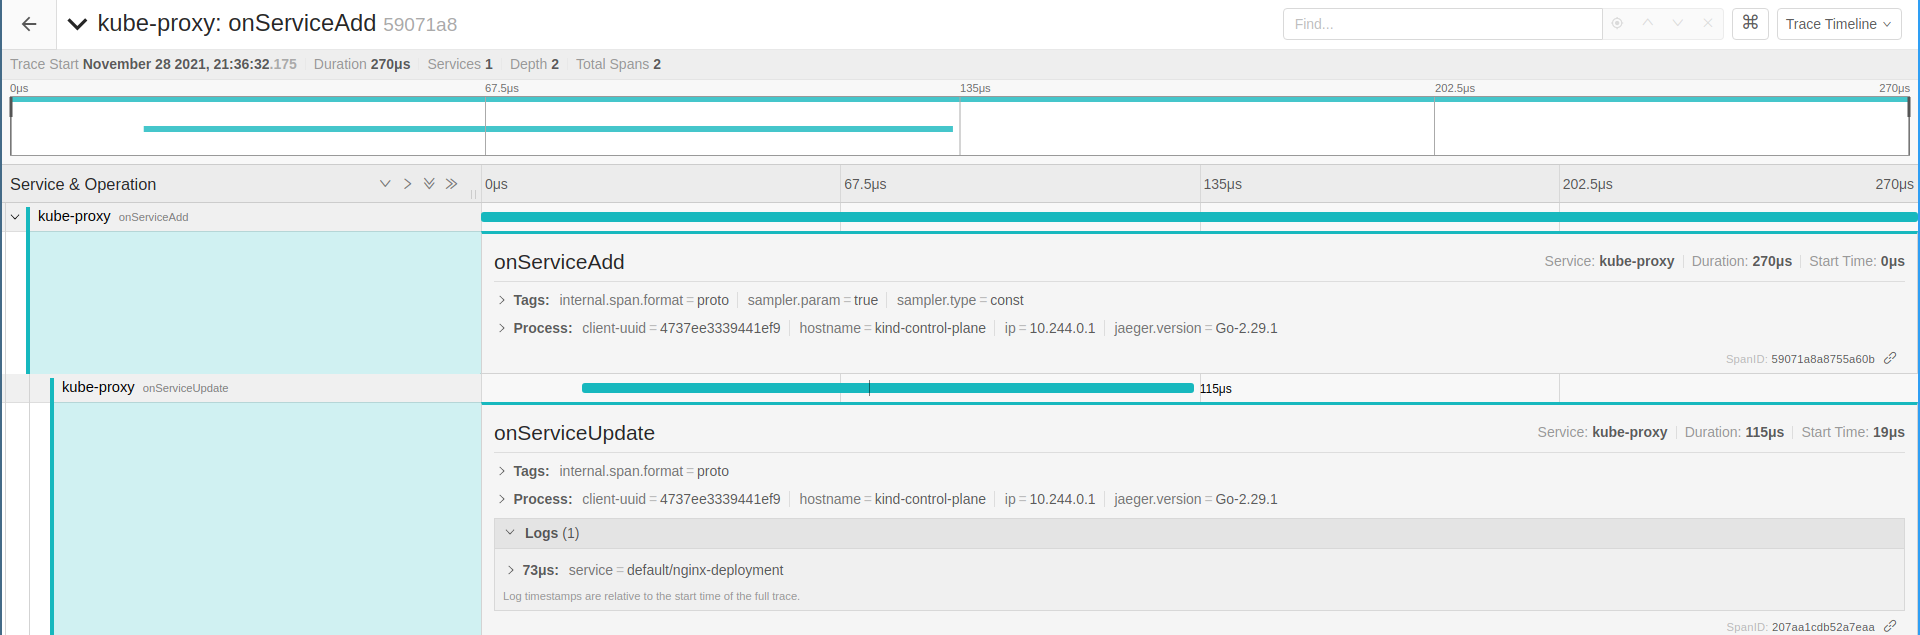 kube-proxy: onServiceAdd 59071a8 Find... ⌘ Trace Timeline
Trace Start November 28 2021, 21:36:32.175 Duration 270μs Services 1 Depth 2 Total Spans 2
0μs 67.5μs 135μs 202.5μs 270μs
Service & Operation 0μs 67.5μs 135μs 202.5μs 270μs
kube-proxy onServiceAdd
onServiceAdd Service: kube-proxy Duration: 270μs Start Time: 0μs
Tags: internal.span.format = proto sampler.param = true sampler.type = const
Process: client-uuid = 4737ee3339441ef9 hostname = kind-control-plane ip = 10.244.0.1 jaeger.version = Go-2.29.1
SpanID: 59071a8a8755a60b
kube-proxy onServiceUpdate 115μs
onServiceUpdate Service: kube-proxy Duration: 115μs Start Time: 19μs
Tags: internal.span.format = proto
Process: client-uuid = 4737ee3339441ef9 hostname = kind-control-plane ip = 10.244.0.1 jaeger.version = Go-2.29.1
Logs (1)
73μs: service = default/nginx-deployment
Log timestamps are relative to the start time of the full trace.
SpanID: 207aa1cdb52a7eaa